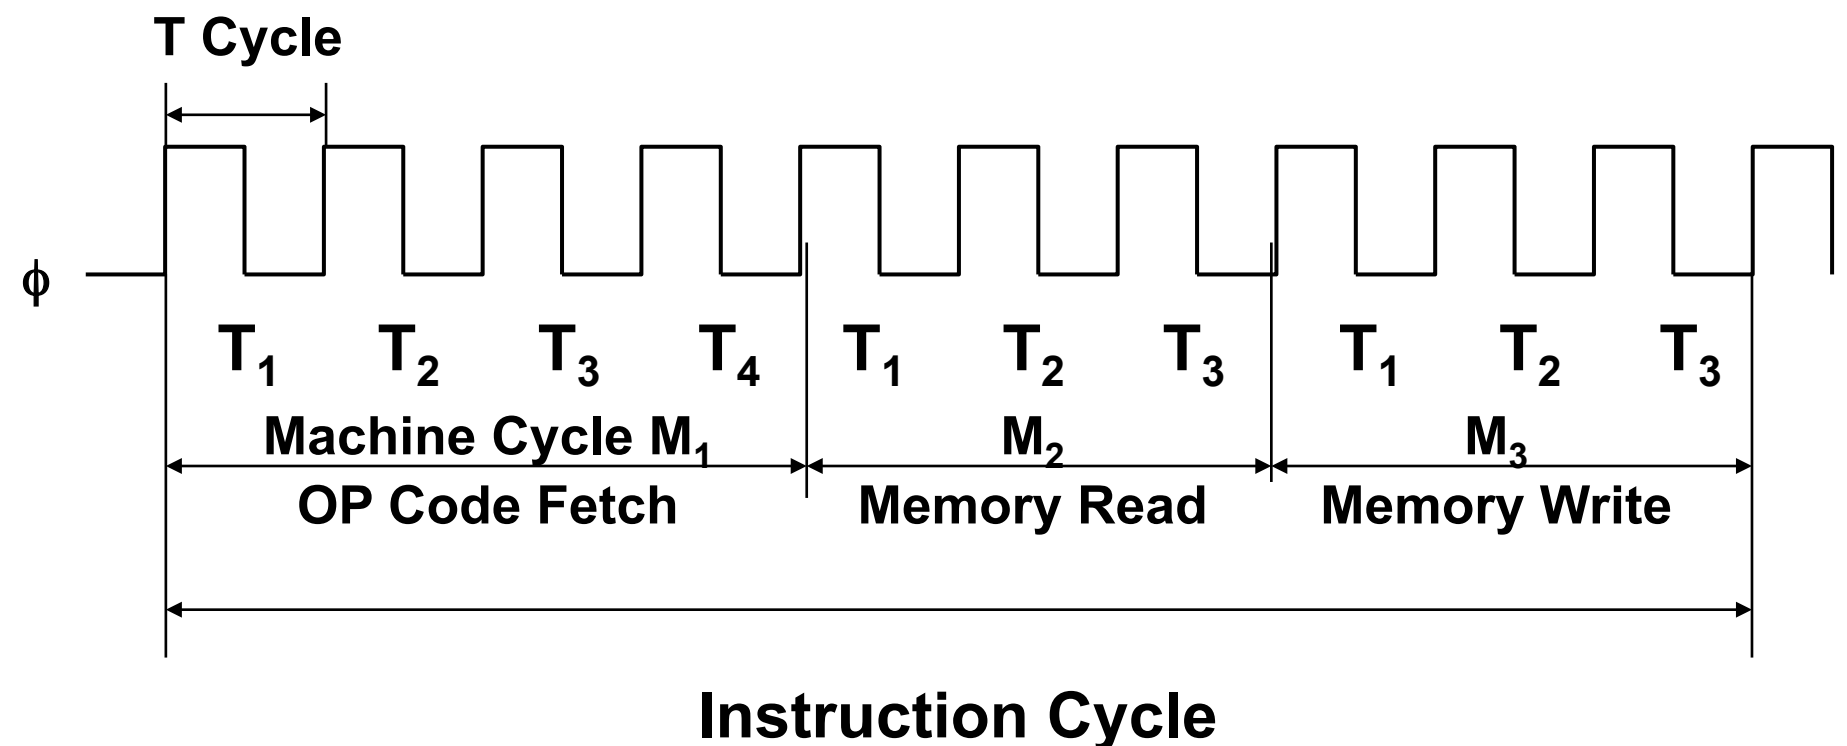 T Cycle
ϕ
T1 T2 T3 T4 T1 T2 T3 T1 T2 T3
Machine Cycle M1 M2 M3
OP Code Fetch Memory Read Memory Write
Instruction Cycle